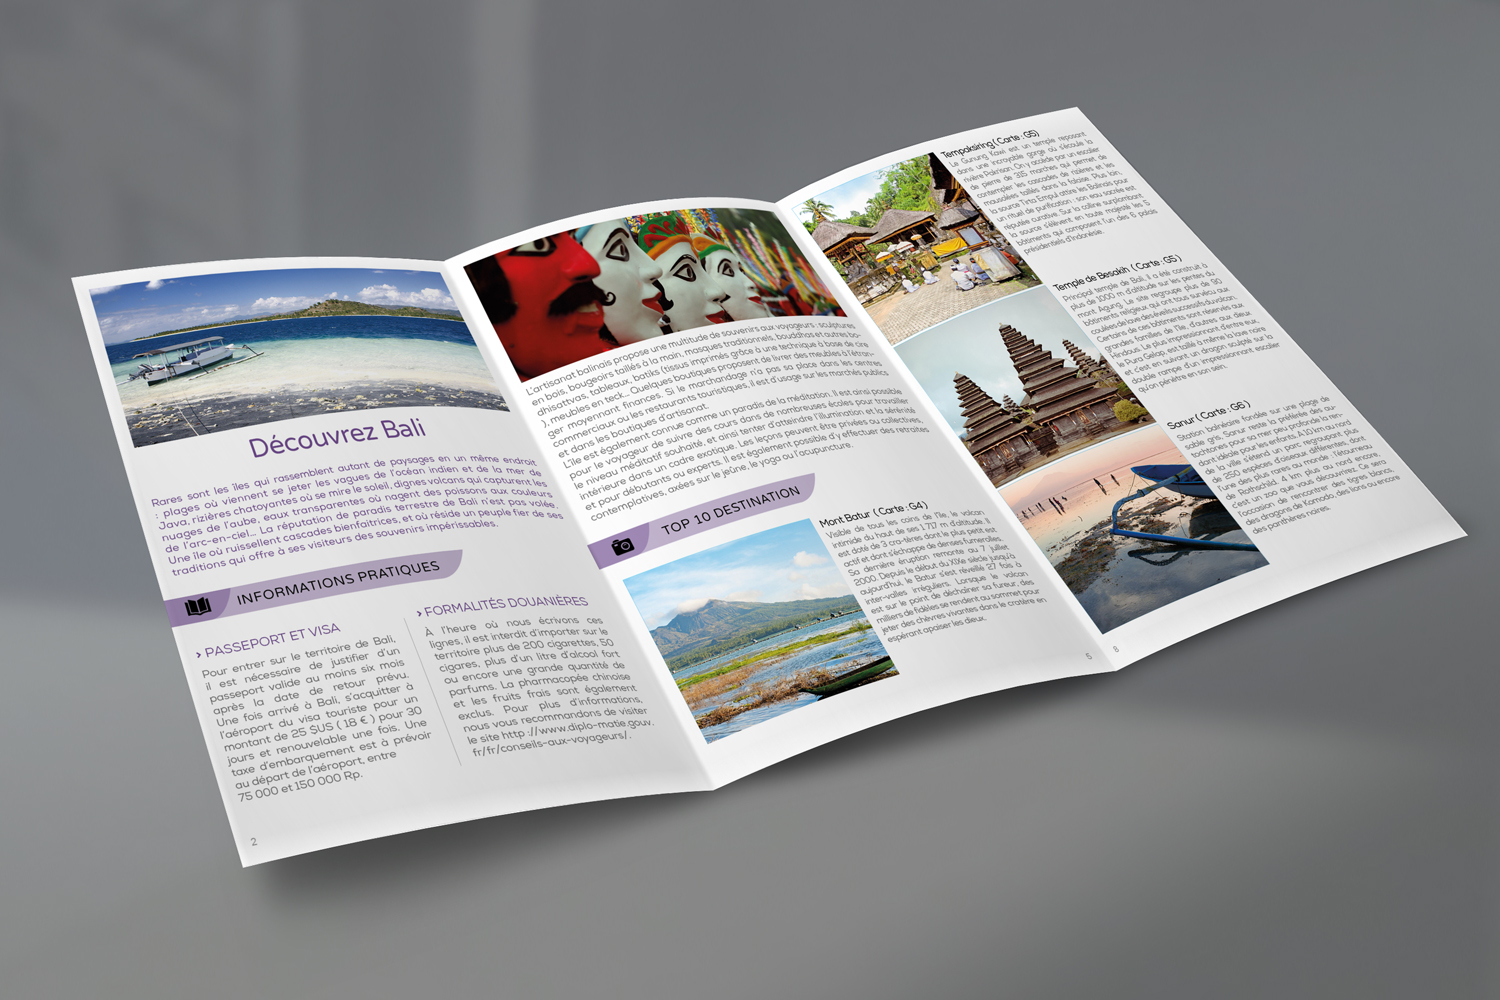 Découvrez Bali
Rares sont les îles qui rassemblent autant de paysages en un même endroit
: plages où viennent se jeter les vagues de l'océan indien et de la mer de
Java, rizières chatoyantes où se mire le soleil, dignes volcans qui capturent les
nuages de l'aube, eaux transparentes où nagent des poissons aux couleurs
de l'arc-en-ciel... La réputation de paradis terrestre de Bali n'est pas volée.
Une île où ruissellent cascades bienfaitrices, et où réside un peuple fier de ses
traditions qui offre à ses visiteurs des souvenirs impérissables.
INFORMATIONS PRATIQUES
› PASSEPORT ET VISA
Pour entrer sur le territoire de Bali,
il est nécessaire de justifier d'un
passeport valide au moins six mois
après la date de retour prévu.
Une fois arrivé à Bali, s'acquitter à
l'aéroport du visa touriste pour un
montant de 25 $US ( 18 € ) pour 30
jours et renouvelable une fois. Une
taxe d'embarquement est à prévoir
au départ de l'aéroport, entre
75 000 et 150 000 Rp.
› FORMALITÉS DOUANIÈRES
À l'heure où nous écrivons ces
lignes, il est interdit d'importer sur le
territoire plus de 200 cigarettes, 50
cigares, plus d'un litre d'alcool fort
ou encore une grande quantité de
parfums. La pharmacopée chinoise
et les fruits frais sont également
exclus. Pour plus d'informations,
nous vous recommandons de visiter
le site http ://www.diplo-matie.gouv.
fr/fr/conseils-aux-voyageurs/.
2
L'artisanat balinais propose une multitude de souvenirs aux voyageurs : sculptures
en bois, bougeoirs taillés à la main, masques traditionnels, bouddhas et autres bo-
dhisattvas, tableaux, batiks (tissus imprimés grâce à une technique à base de cire
), meubles en teck... Quelques boutiques proposent de livrer des meubles à l'étran-
ger moyennant finances. Si le marchandage n'a pas sa place dans les centres
commerciaux ou les restaurants touristiques, il est d'usage sur les marchés publics
et dans les boutiques d'artisanat.
L'île est également connue comme un paradis de la méditation. Il est ainsi possible
pour le voyageur de suivre des cours dans de nombreuses écoles pour travailler
le niveau méditatif souhaité, et ainsi tenter d'atteindre l'illumination et la sérénité
intérieure dans un cadre exotique. Les leçons peuvent être privées ou collectives,
et pour débutants ou experts. Il est également possible d'y effectuer des retraites
contemplatives, axées sur le jeûne, le yoga ou l'acupuncture.
TOP 10 DESTINATION
Mont Batur ( Carte : G4 )
Visible de tous les coins de l'île, le volcan
intimide du haut de ses 1 717 m d'altitude. Il
est doté de 3 cra-tères dont le plus petit est
actif et dont s'échappe de denses fumerolles.
Sa dernière éruption remonte au 7 juillet
2000. Depuis le début du XIXe siècle jusqu'à
aujourd'hui, le Batur s'est réveillé 27 fois à
inter-valles irréguliers. Lorsque le volcan
est sur le point de déchaîner sa fureur, des
milliers de fidèles se rendent au sommet pour
jeter des chèvres vivantes dans le cratère en
espérant apaiser les dieux.
5
Tempaksiring ( Carte : G5)
Le Gunung Kawi est un temple reposant
dans une incroyable gorge où s'écoule la
rivière Pakrisan. On y accède par un escalier
de pierre de 315 marches qui permet de
contempler les cascades de rizières et les
mausolées taillés dans la falaise. Plus loin,
la source Tirta Empul attire les Balinais pour
un rituel de purification : son eau sacrée est
réputée curative. Sur la colline surplombant
la source s'élèvent en toute majesté les 5
bâtiments qui composent l'un des 6 palais
présidentiels d'Indonésie.
Temple de Besakih ( Carte : G5 )
Principal temple de Bali, il a été construit à
plus de 1000 m d'altitude sur les pentes du
mont Agung. Le site regroupe plus de 90
bâtiments religieux qui ont tous survécu aux
coulées de lave des éveils successifs du volcan.
Certains de ces bâtiments sont réservés aux
grandes familles de l'île, d'autres aux dieux
hindous. Le plus impressionnant d'entre eux,
le Pura Gelap est taillé à même la lave noire
et c'est en suivant un dragon sculpté sur la
double rampe d'un impressionnant escalier
qu'on pénètre en son sein.
Sanur ( Carte : G6 )
Station balnéaire fondée sur une plage de
sable gris, Sanur reste la préférée des au-
tochtones pour sa mer peu profonde la ren-
dant idéale pour les enfants. À 10 km au nord
de la ville s'étend un parc regroupant plus
de 250 espèces d'oiseaux différentes, dont
l'une des plus rares au monde : l'étourneau
de Rothschild. 4 km plus au nord encore,
c'est un zoo que vous découvrirez. Ce sera
l'occasion de rencontrer des tigres blancs,
des dragons de Komodo, des lions ou encore
des panthères noires.
8